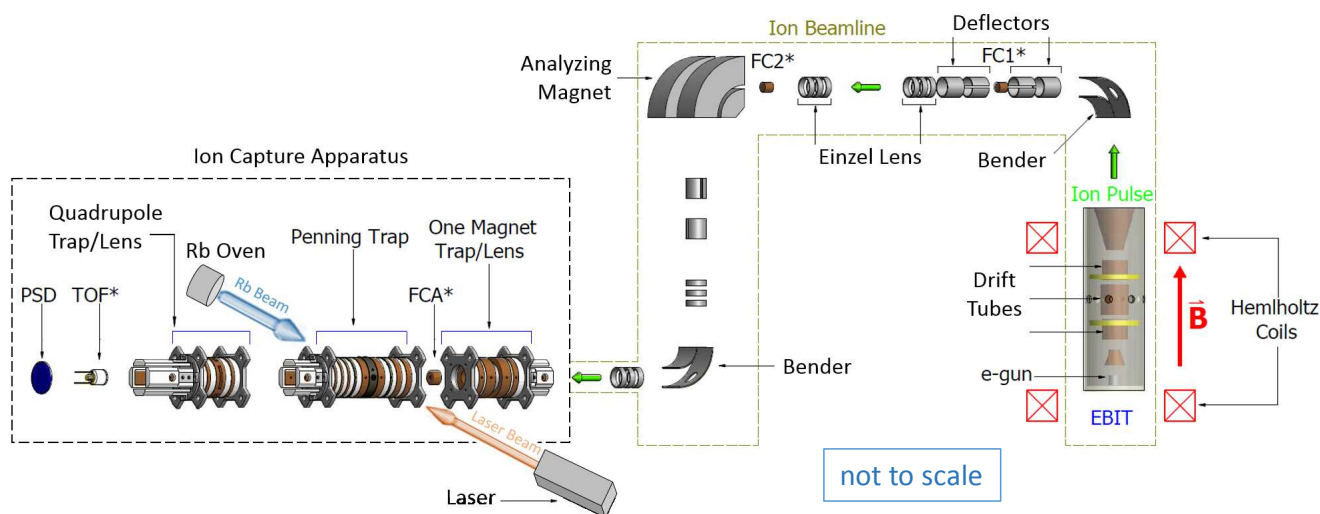 Ion Beamline
Deflectors
FC1*
FC2*
Analyzing
Magnet
Einzel Lens
Bender
Ion Pulse
Ion Capture Apparatus
Quadrupole
Trap/Lens
Rb Oven
Rb Beam
Penning Trap
One Magnet
Trap/Lens
FCA*
PSD
TOF*
Drift
Tubes
B
Hemlholtz
Coils
e-gun
EBIT
Bender
Laser Beam
Laser
not to scale